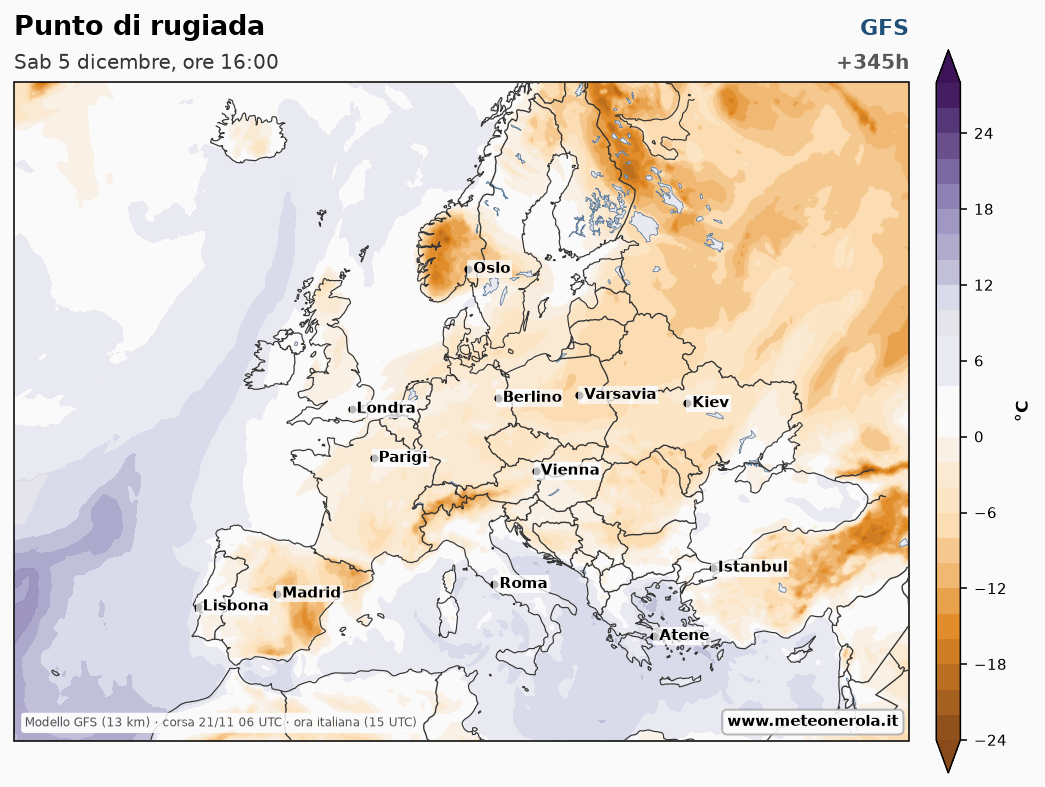 Punto di rugiada
GFS
Sab 5 dicembre, ore 16:00
+345h
Oslo
Londra
Berlino
Varsavia
Kiev
Parigi
Vienna
Istanbul
Roma
Madrid
Lisbona
Atene
24
18
12
6
0
−6
−12
−18
−24
°C
Modello GFS (13 km) · corsa 21/11 06 UTC · ora italiana (15 UTC)
www.meteonerola.it